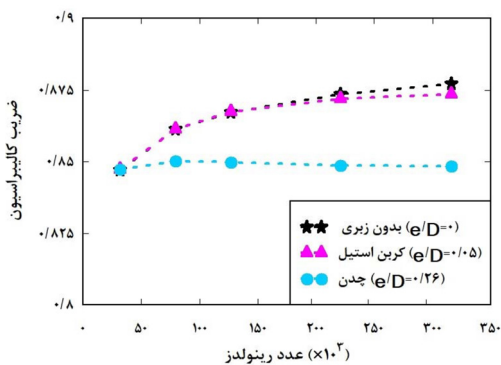 ۰/۹
۰/۸۷۵
۰/۸۵
۰/۸۲۵
۰/۸
ضریب کالیبراسیون
بدون زبری (e/D=۰)
کربن استیل (e/D=۰/۰۵)
چدن (e/D=۰/۲۶)
۰ ۵۰ ۱۰۰ ۱۵۰ ۲۰۰ ۲۵۰ ۳۰۰ ۳۵۰
عدد رینولدز (×۱۰^۳)